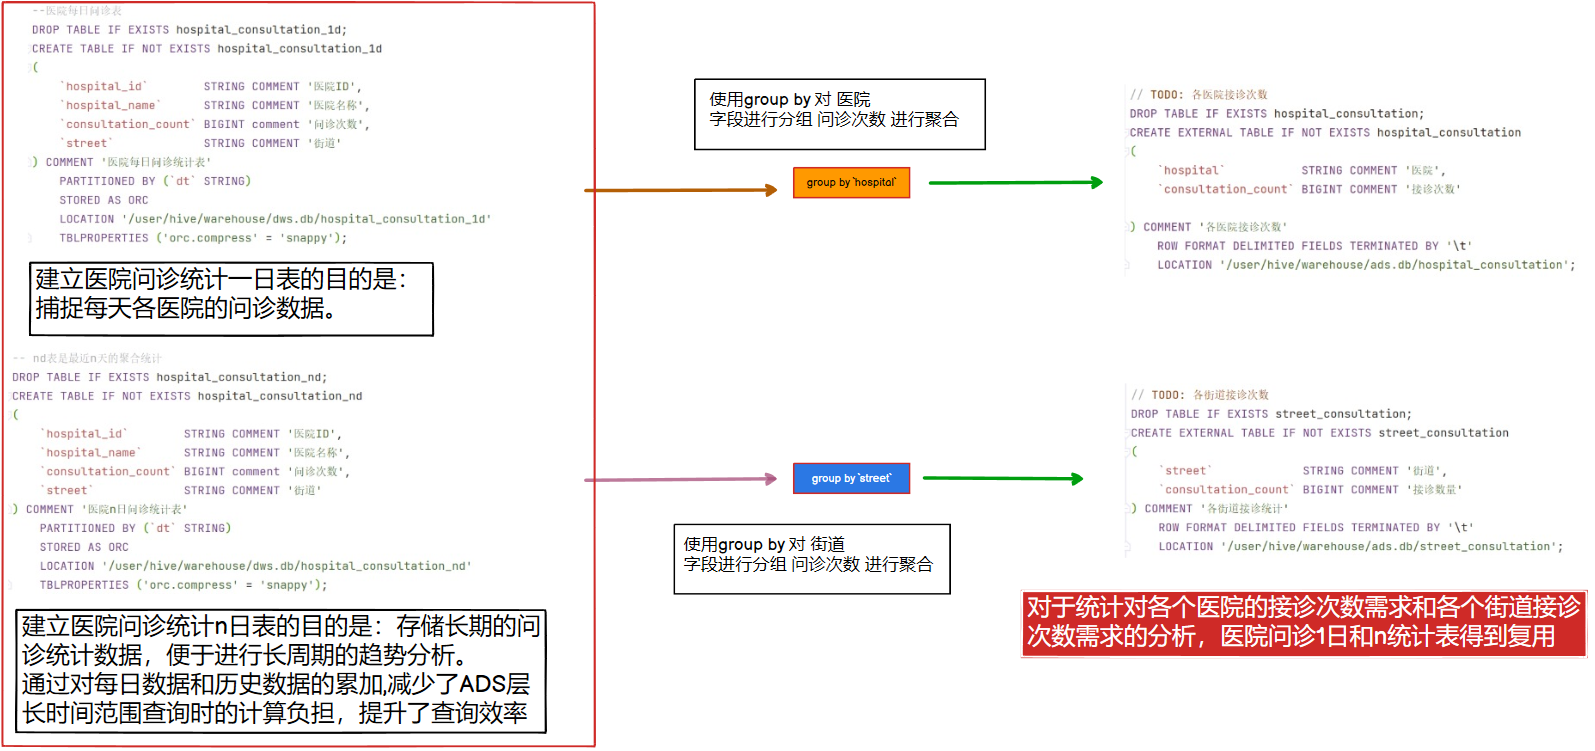 --医院每日问诊表
DROP TABLE IF EXISTS hospital_consultation_1d;
CREATE TABLE IF NOT EXISTS hospital_consultation_1d
(
`hospital_id` STRING COMMENT '医院ID',
`hospital_name` STRING COMMENT '医院名称',
`consultation_count` BIGINT comment '问诊次数',
`street` STRING COMMENT '街道'
) COMMENT '医院每日问诊统计表'
PARTITIONED BY (`dt` STRING)
STORED AS ORC
LOCATION '/user/hive/warehouse/dws.db/hospital_consultation_1d'
TBLPROPERTIES ('orc.compress' = 'snappy');
建立医院问诊统计一日表的目的是：
捕捉每天各医院的问诊数据。
-- nd表是最近n天的聚合统计
DROP TABLE IF EXISTS hospital_consultation_nd;
CREATE TABLE IF NOT EXISTS hospital_consultation_nd
(
`hospital_id` STRING COMMENT '医院ID',
`hospital_name` STRING COMMENT '医院名称',
`consultation_count` BIGINT comment '问诊次数',
`street` STRING COMMENT '街道'
) COMMENT '医院n日问诊统计表'
PARTITIONED BY (`dt` STRING)
STORED AS ORC
LOCATION '/user/hive/warehouse/dws.db/hospital_consultation_nd'
TBLPROPERTIES ('orc.compress' = 'snappy');
建立医院问诊统计n日表的目的是：存储长期的问
诊统计数据，便于进行长周期的趋势分析。
通过对每日数据和历史数据的累加,减少了ADS层
长时间范围查询时的计算负担，提升了查询效率
使用group by 对 医院
字段进行分组 问诊次数 进行聚合
group by `hospital`
// TODO: 各医院接诊次数
DROP TABLE IF EXISTS hospital_consultation;
CREATE EXTERNAL TABLE IF NOT EXISTS hospital_consultation
(
`hospital` STRING COMMENT '医院',
`consultation_count` BIGINT COMMENT '接诊次数'
) COMMENT '各医院接诊次数'
ROW FORMAT DELIMITED FIELDS TERMINATED BY '\t'
LOCATION '/user/hive/warehouse/ads.db/hospital_consultation';
group by `street`
使用group by 对 街道
字段进行分组 问诊次数 进行聚合
// TODO: 各街道接诊次数
DROP TABLE IF EXISTS street_consultation;
CREATE EXTERNAL TABLE IF NOT EXISTS street_consultation
(
`street` STRING COMMENT '街道',
`consultation_count` BIGINT COMMENT '接诊数量'
) COMMENT '各街道接诊统计'
ROW FORMAT DELIMITED FIELDS TERMINATED BY '\t'
LOCATION '/user/hive/warehouse/ads.db/street_consultation';
对于统计对各个医院的接诊次数需求和各个街道接诊
次数需求的分析，医院问诊1日和n统计表得到复用